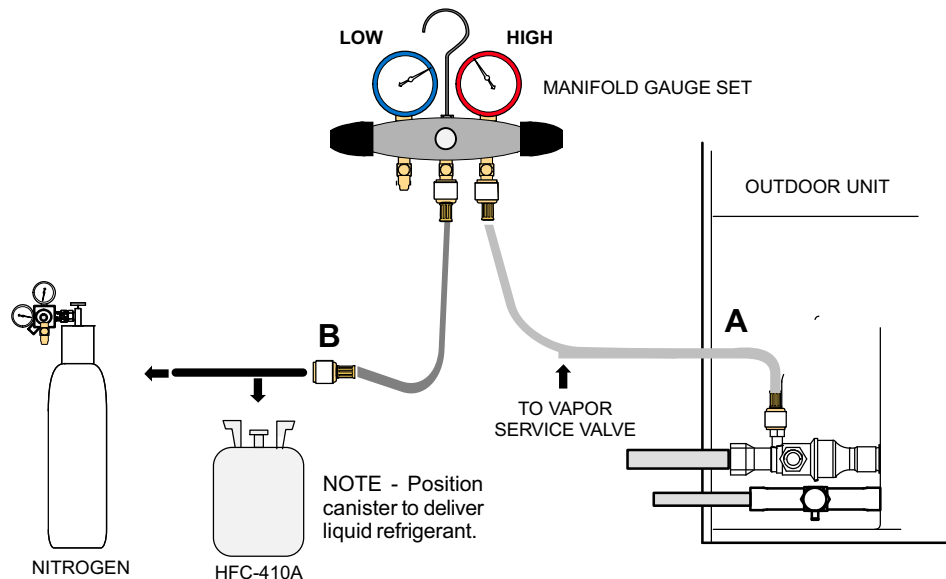 LOW
HIGH
MANIFOLD GAUGE SET
OUTDOOR UNIT
B
A
TO VAPOR
SERVICE VALVE
NOTE - Position
canister to deliver
liquid refrigerant.
NITROGEN
HFC-410A